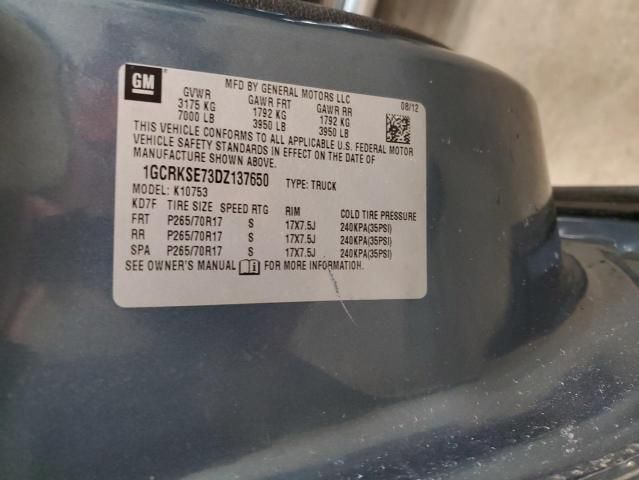 GM
MFD BY GENERAL MOTORS LLC
08/12
GVWR GAWR FRT GAWR RR
3175 KG 1792 KG 1792 KG
7000 LB 3950 LB 3950 LB
THIS VEHICLE CONFORMS TO ALL APPLICABLE U.S. FEDERAL MOTOR
VEHICLE SAFETY STANDARDS IN EFFECT ON THE DATE OF
MANUFACTURE SHOWN ABOVE.
1GCRKSE73DZ137650 TYPE: TRUCK
MODEL: K10753
KD7F TIRE SIZE SPEED RTG RIM COLD TIRE PRESSURE
FRT P265/70R17 S 17X7.5J 240KPA(35PSI)
RR P265/70R17 S 17X7.5J 240KPA(35PSI)
SPA P265/70R17 S 17X7.5J 240KPA(35PSI)
SEE OWNER'S MANUAL FOR MORE INFORMATION.